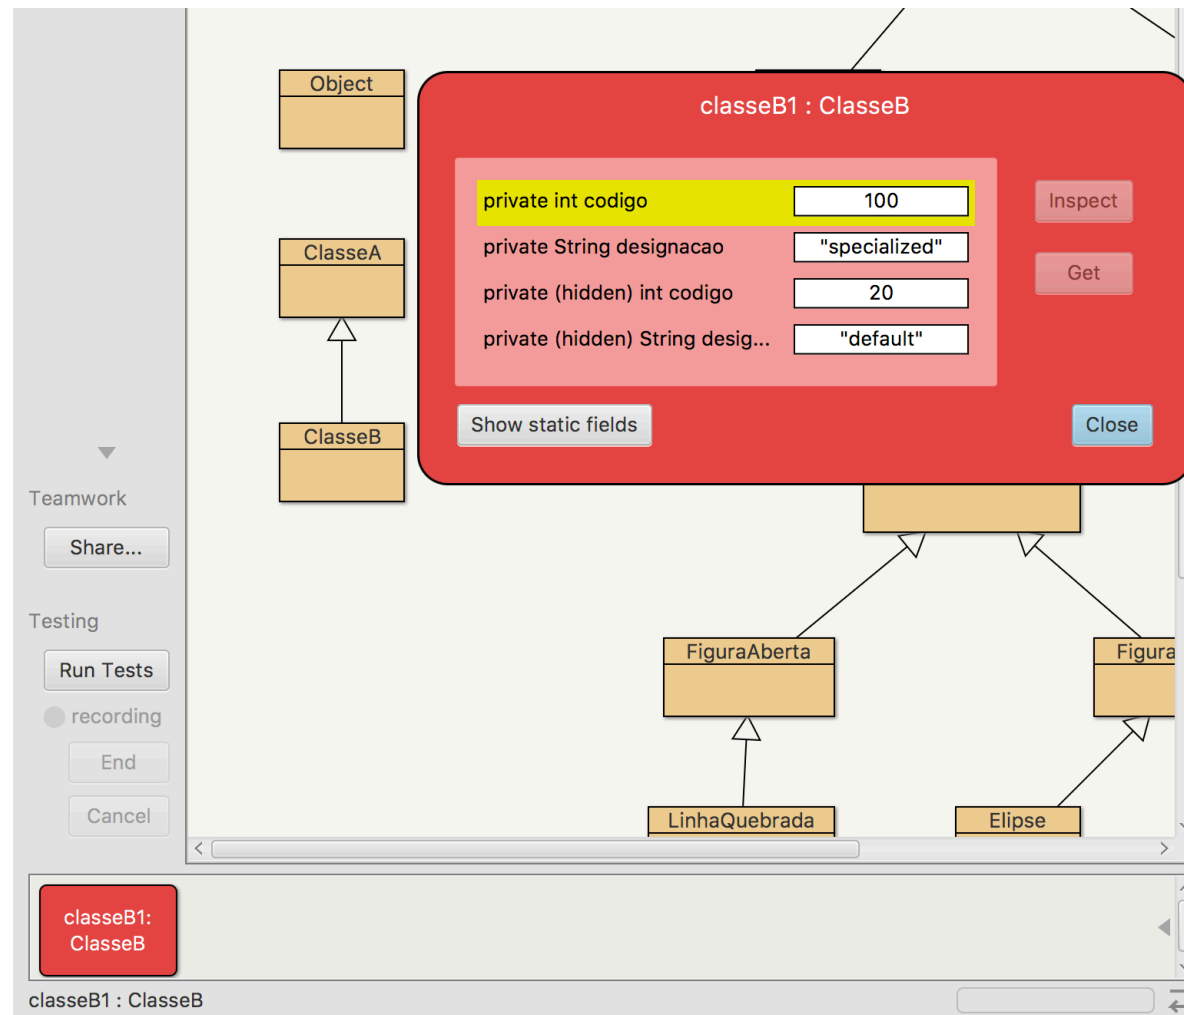 Object
classeB1 : ClasseB
private int codigo 100
Inspect
private String designacao "specialized"
ClasseA
Get
private (hidden) int codigo 20
private (hidden) String desig... "default"
Show static fields
Close
ClasseB
Teamwork
Share...
Testing
Run Tests
recording
End
Cancel
FiguraAberta
Figura
LinhaQuebrada
Elipse
classeB1:
ClasseB
classeB1 : ClasseB